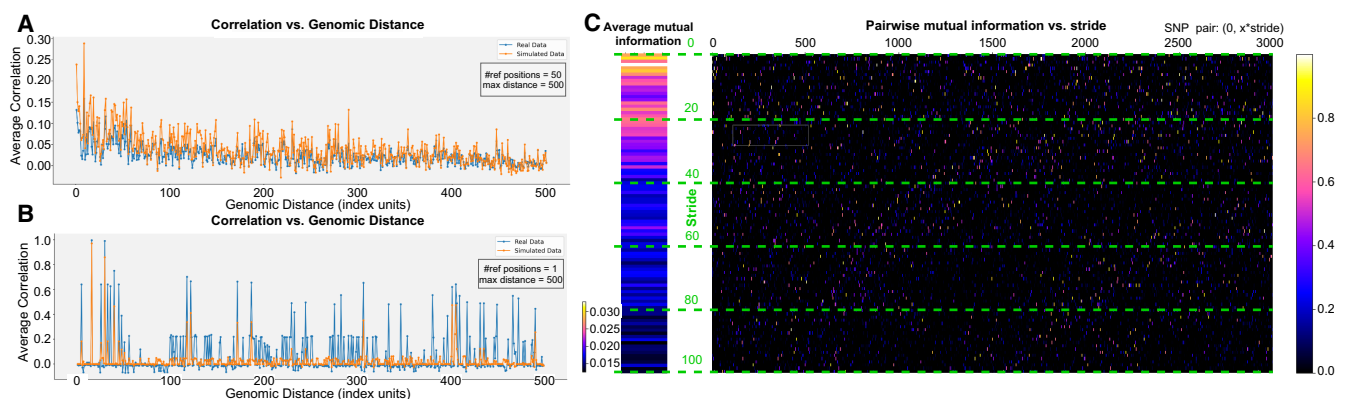 A
Correlation vs. Genomic Distance
Average Correlation
0.30
0.25
0.20
0.15
0.10
0.05
0.00
Real Data
Simulated Data
#ref positions = 50
max distance = 500
0 100 200 300 400 500
Genomic Distance (index units)
B
Correlation vs. Genomic Distance
Average Correlation
1.0
0.8
0.6
0.4
0.2
0.0
Real Data
Simulated Data
#ref positions = 1
max distance = 500
0 100 200 300 400 500
Genomic Distance (index units)
C
Average mutual
information
0.030
0.025
0.020
0.015
Stride
0
20
40
60
80
100
Pairwise mutual information vs. stride
SNP pair: (0, x*stride)
0 500 1000 1500 2000 2500 3000
0.8
0.6
0.4
0.2
0.0